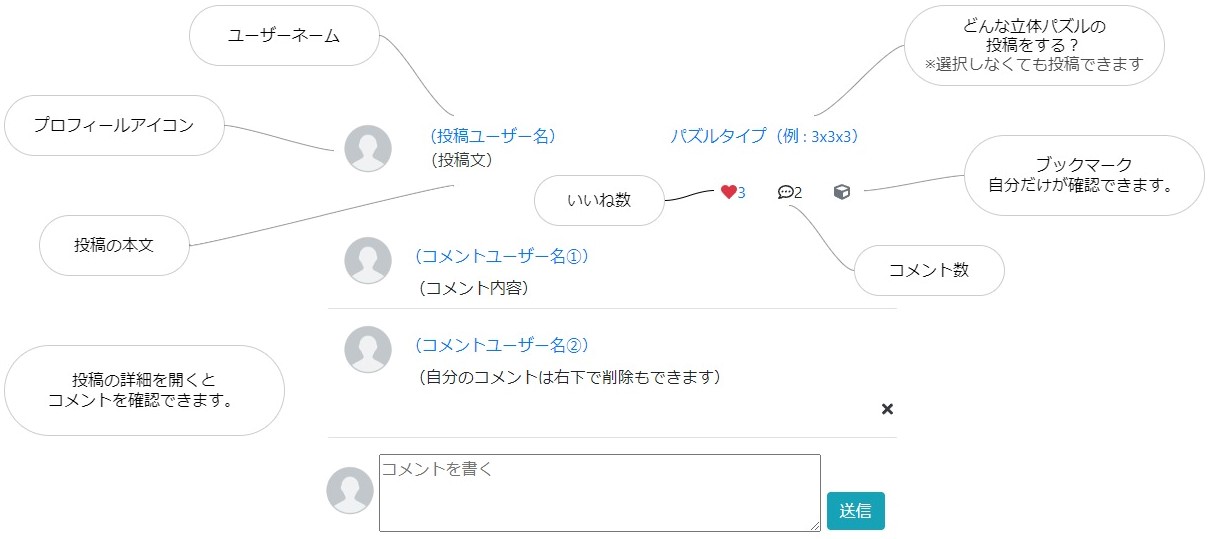 ユーザーネーム
どんな立体パズルの
投稿をする？
※選択しなくても投稿できます
プロフィールアイコン
（投稿ユーザー名）
パズルタイプ（例 : 3x3x3）
（投稿文）
ブックマーク
自分だけが確認できます。
いいね数
3
2
投稿の本文
（コメントユーザー名①）
コメント数
（コメント内容）
（コメントユーザー名②）
（自分のコメントは右下で削除もできます）
投稿の詳細を開くと
コメントを確認できます。
コメントを書く
送信